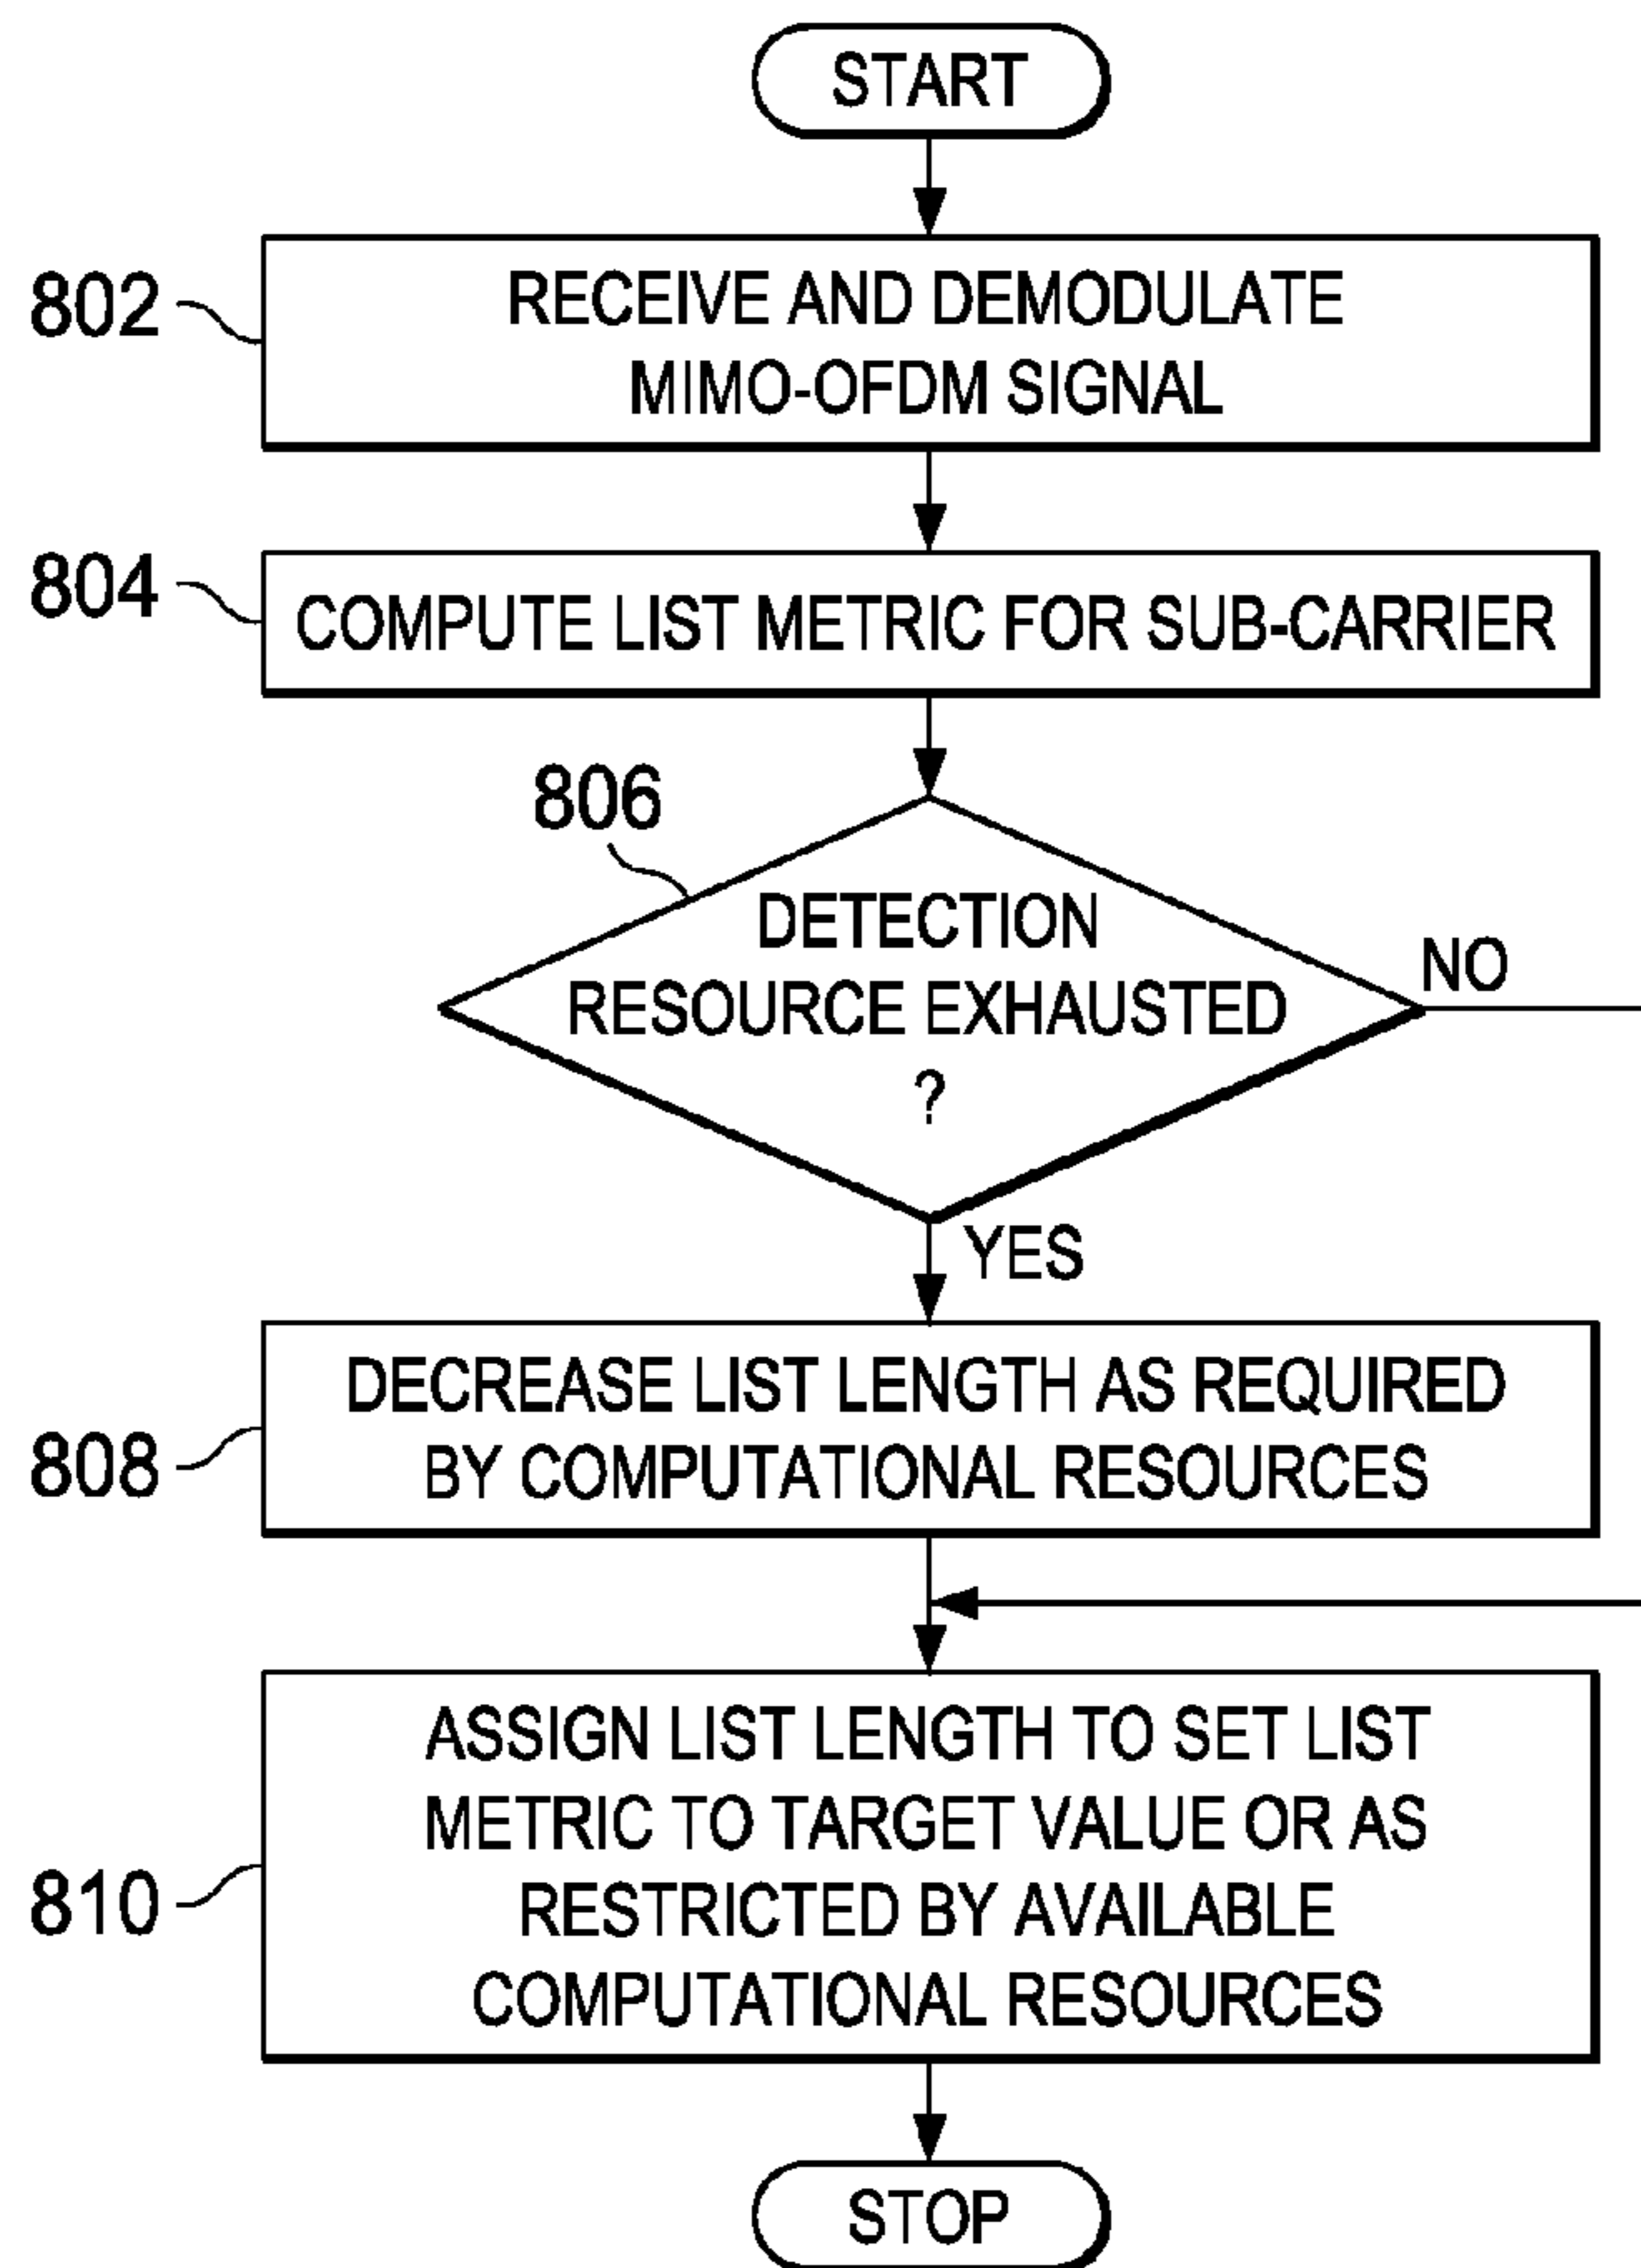 START
802
RECEIVE AND DEMODULATE
MIMO-OFDM SIGNAL
804
COMPUTE LIST METRIC FOR SUB-CARRIER
806
DETECTION
RESOURCE EXHAUSTED
?
NO
YES
808
DECREASE LIST LENGTH AS REQUIRED
BY COMPUTATIONAL RESOURCES
810
ASSIGN LIST LENGTH TO SET LIST
METRIC TO TARGET VALUE OR AS
RESTRICTED BY AVAILABLE
COMPUTATIONAL RESOURCES
STOP